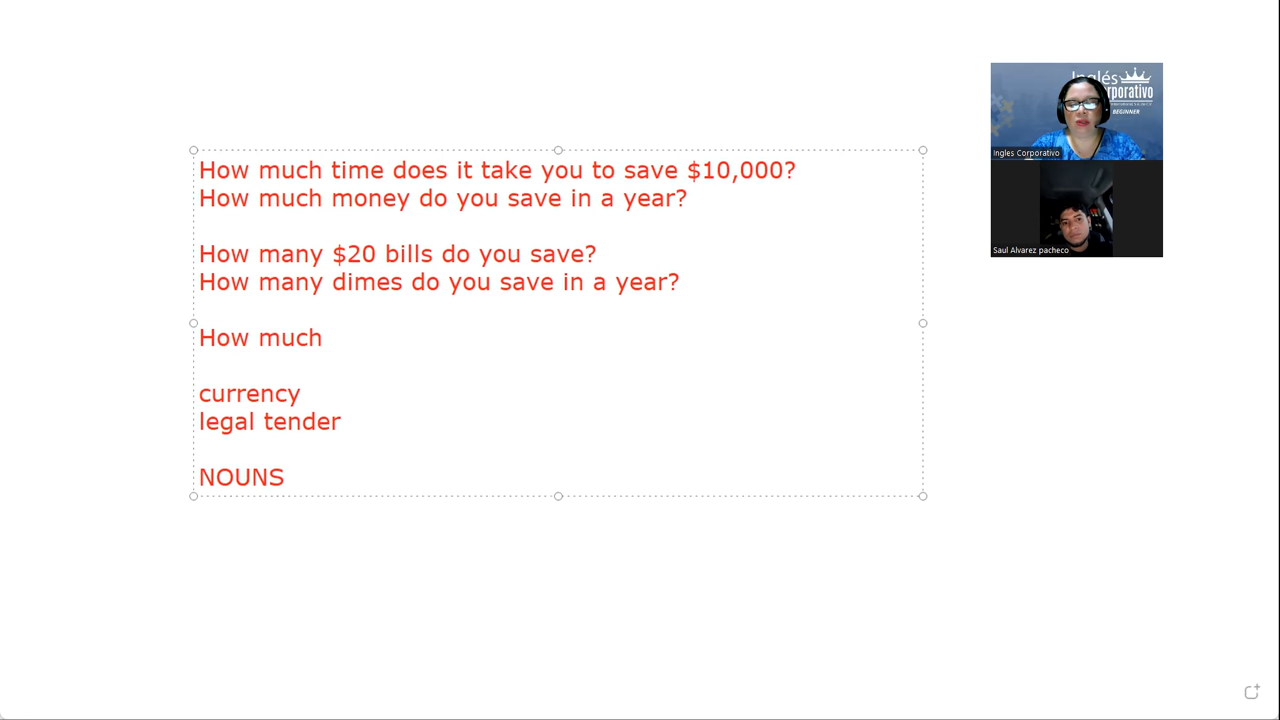 How much time does it take you to save $10,000?
How much money do you save in a year?
How many $20 bills do you save?
How many dimes do you save in a year?
How much
currency
legal tender
NOUNS
Inglés
rporativo
BEGINNER
Ingles Corporativo
Saul Alvarez pacheco